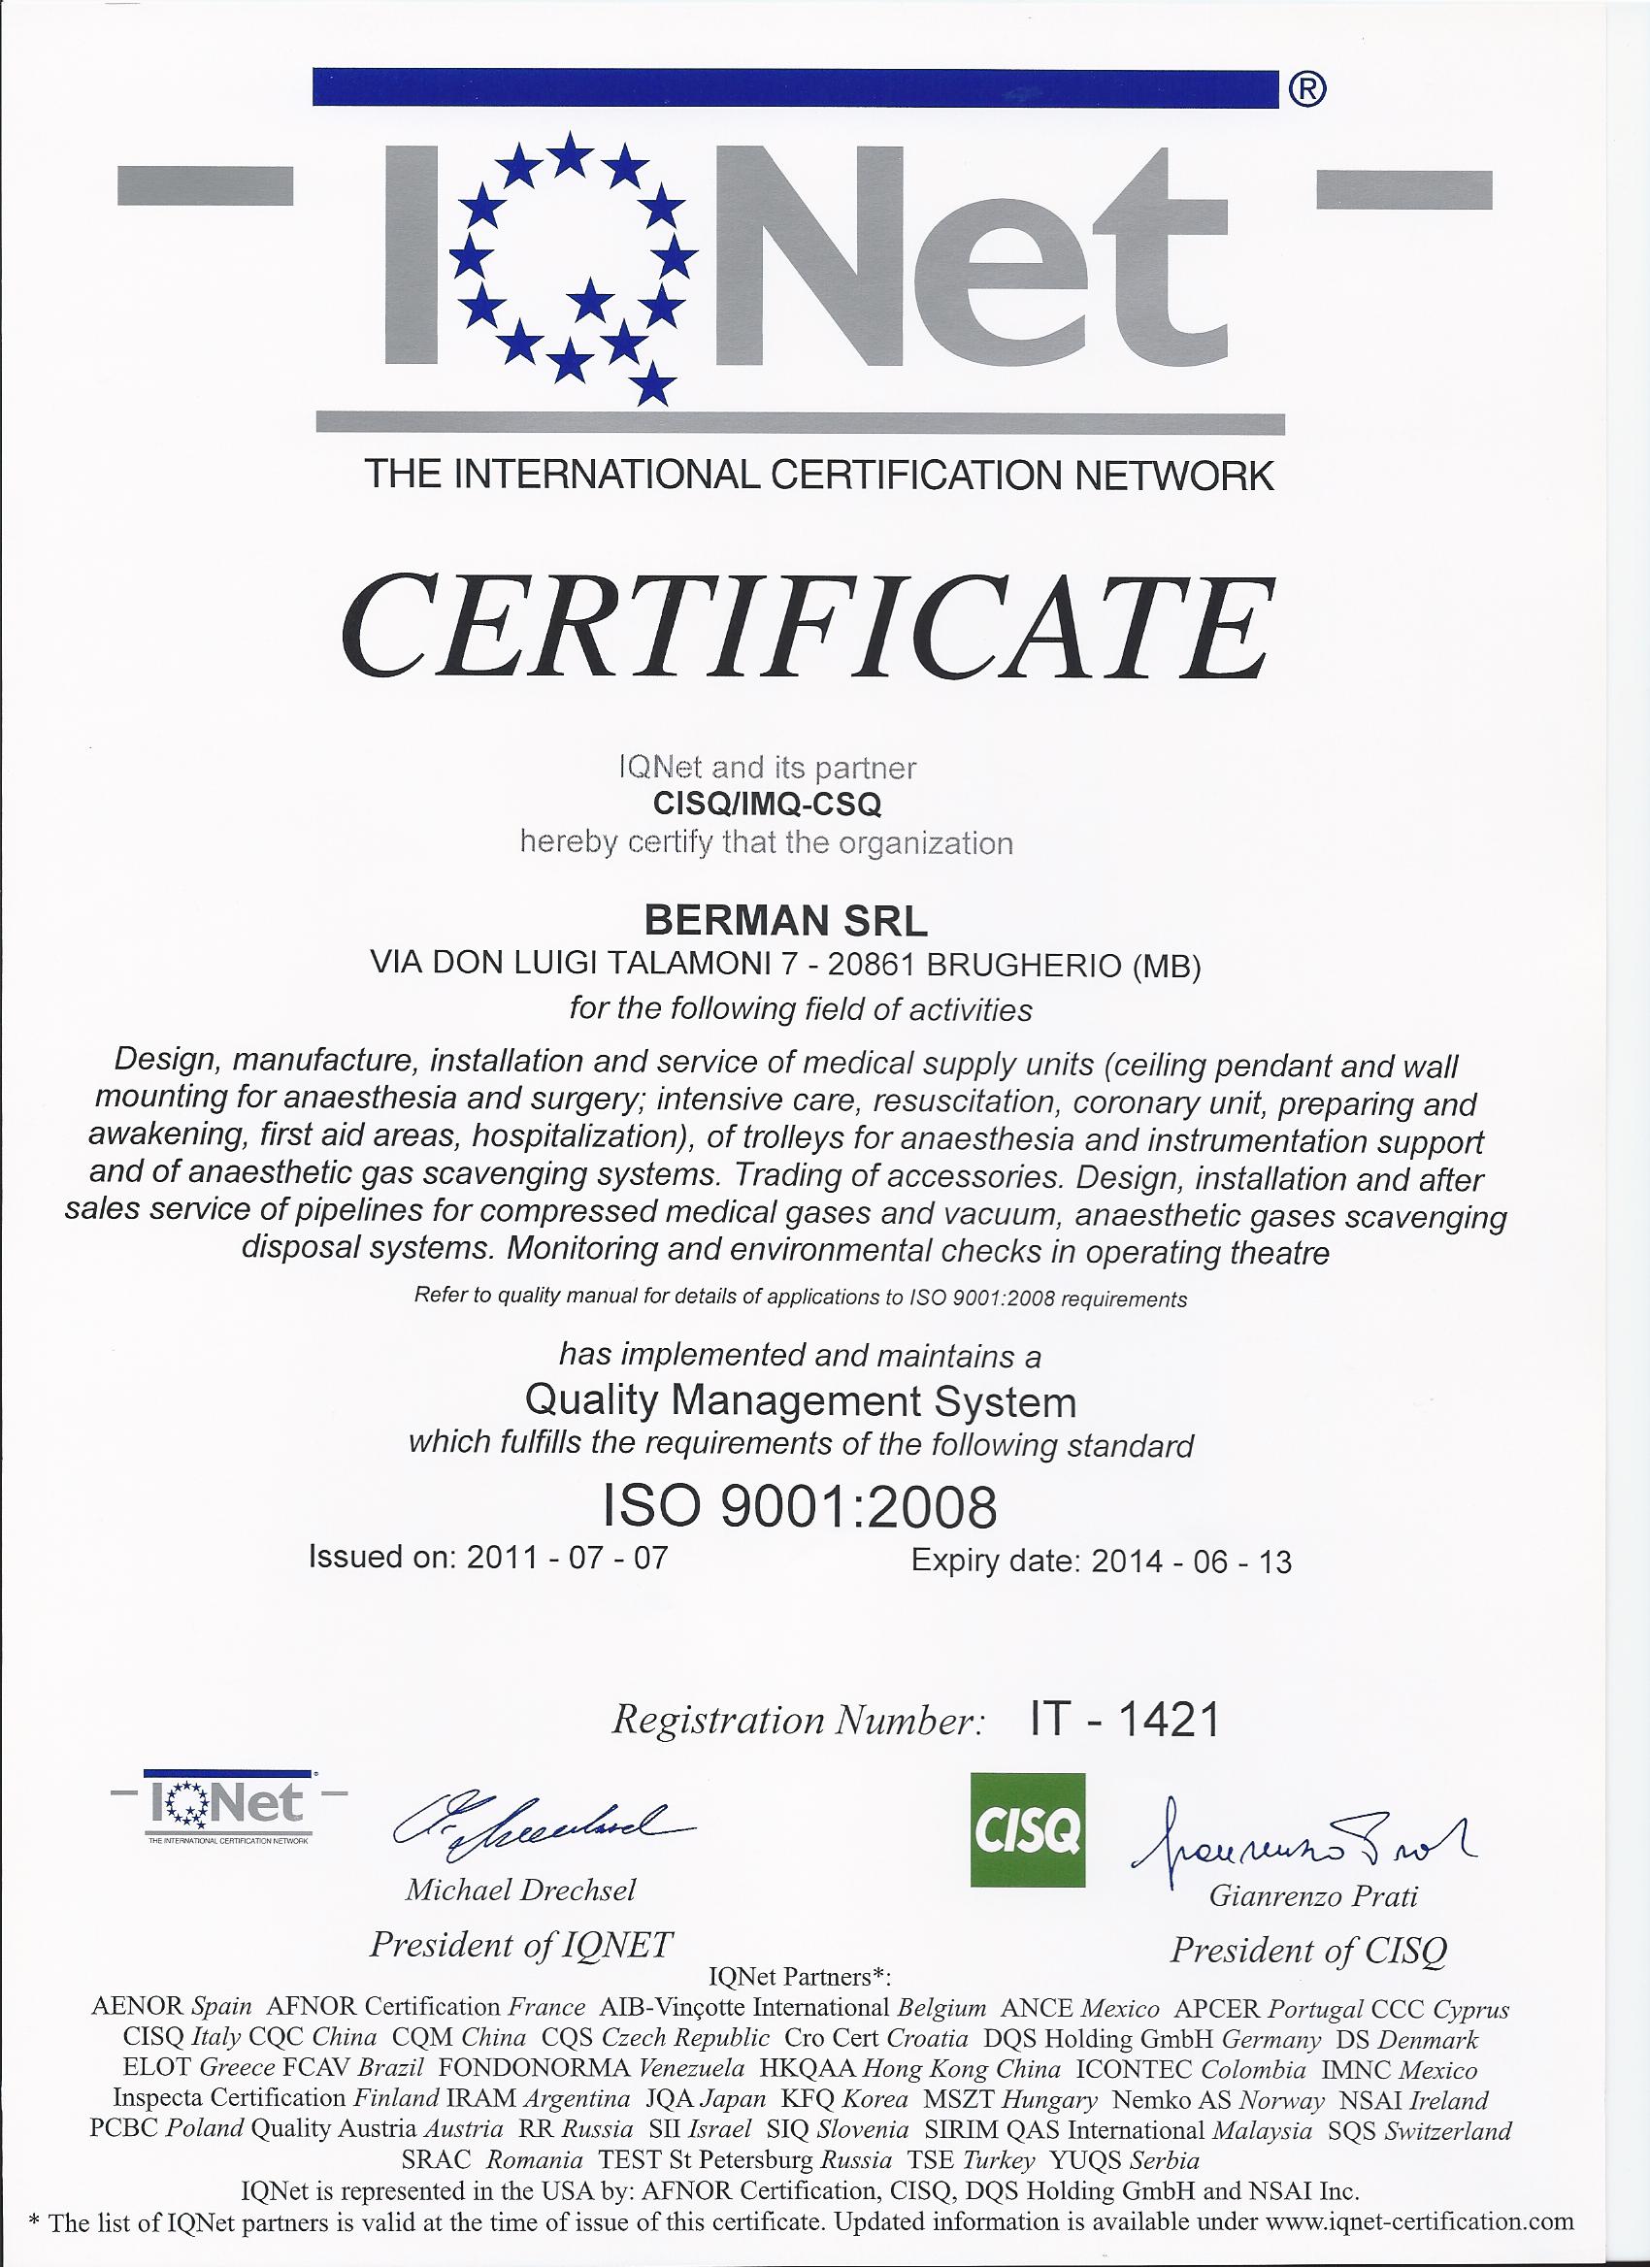 ®
IQNet
THE INTERNATIONAL CERTIFICATION NETWORK
CERTIFICATE
IQNet and its partner
CISQ/IMQ-CSQ
hereby certify that the organization
BERMAN SRL
VIA DON LUIGI TALAMONI 7 - 20861 BRUGHERIO (MB)
for the following field of activities
Design, manufacture, installation and service of medical supply units (ceiling pendant and wall
mounting for anaesthesia and surgery; intensive care, resuscitation, coronary unit, preparing and
awakening, first aid areas, hospitalization), of trolleys for anaesthesia and instrumentation support
and of anaesthetic gas scavenging systems. Trading of accessories. Design, installation and after
sales service of pipelines for compressed medical gases and vacuum, anaesthetic gases scavenging
disposal systems. Monitoring and environmental checks in operating theatre
Refer to quality manual for details of applications to ISO 9001:2008 requirements
has implemented and maintains a
Quality Management System
which fulfills the requirements of the following standard
ISO 9001:2008
Issued on: 2011 - 07 - 07 Expiry date: 2014 - 06 - 13
Registration Number: IT - 1421
IQNet
THE INTERNATIONAL CERTIFICATION NETWORK
CISQ
Michael Drechsel Gianrenzo Prati
President of IQNET President of CISQ
IQNet Partners*:
AENOR Spain AFNOR Certification France AIB-Vinçotte International Belgium ANCE Mexico APCER Portugal CCC Cyprus
CISQ Italy CQC China CQM China CQS Czech Republic Cro Cert Croatia DQS Holding GmbH Germany DS Denmark
ELOT Greece FCAV Brazil FONDONORMA Venezuela HKQAA Hong Kong China ICONTEC Colombia IMNC Mexico
Inspecta Certification Finland IRAM Argentina JQA Japan KFQ Korea MSZT Hungary Nemko AS Norway NSAI Ireland
PCBC Poland Quality Austria Austria RR Russia SII Israel SIQ Slovenia SIRIM QAS International Malaysia SQS Switzerland
SRAC Romania TEST St Petersburg Russia TSE Turkey YUQS Serbia
IQNet is represented in the USA by: AFNOR Certification, CISQ, DQS Holding GmbH and NSAI Inc.
* The list of IQNet partners is valid at the time of issue of this certificate. Updated information is available under www.iqnet-certification.com